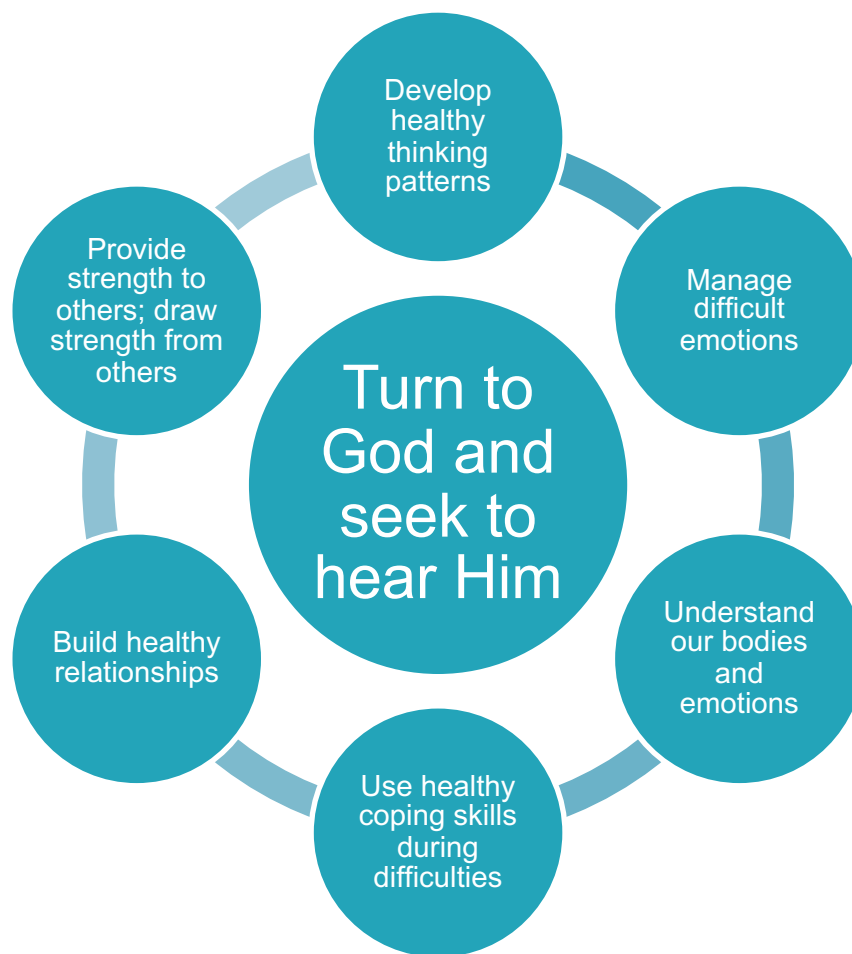 Develop
healthy
thinking
patterns
Manage
difficult
emotions
Understand
our bodies
and
emotions
Use healthy
coping skills
during
difficulties
Build healthy
relationships
Provide
strength to
others; draw
strength from
others
Turn to
God and
seek to
hear Him